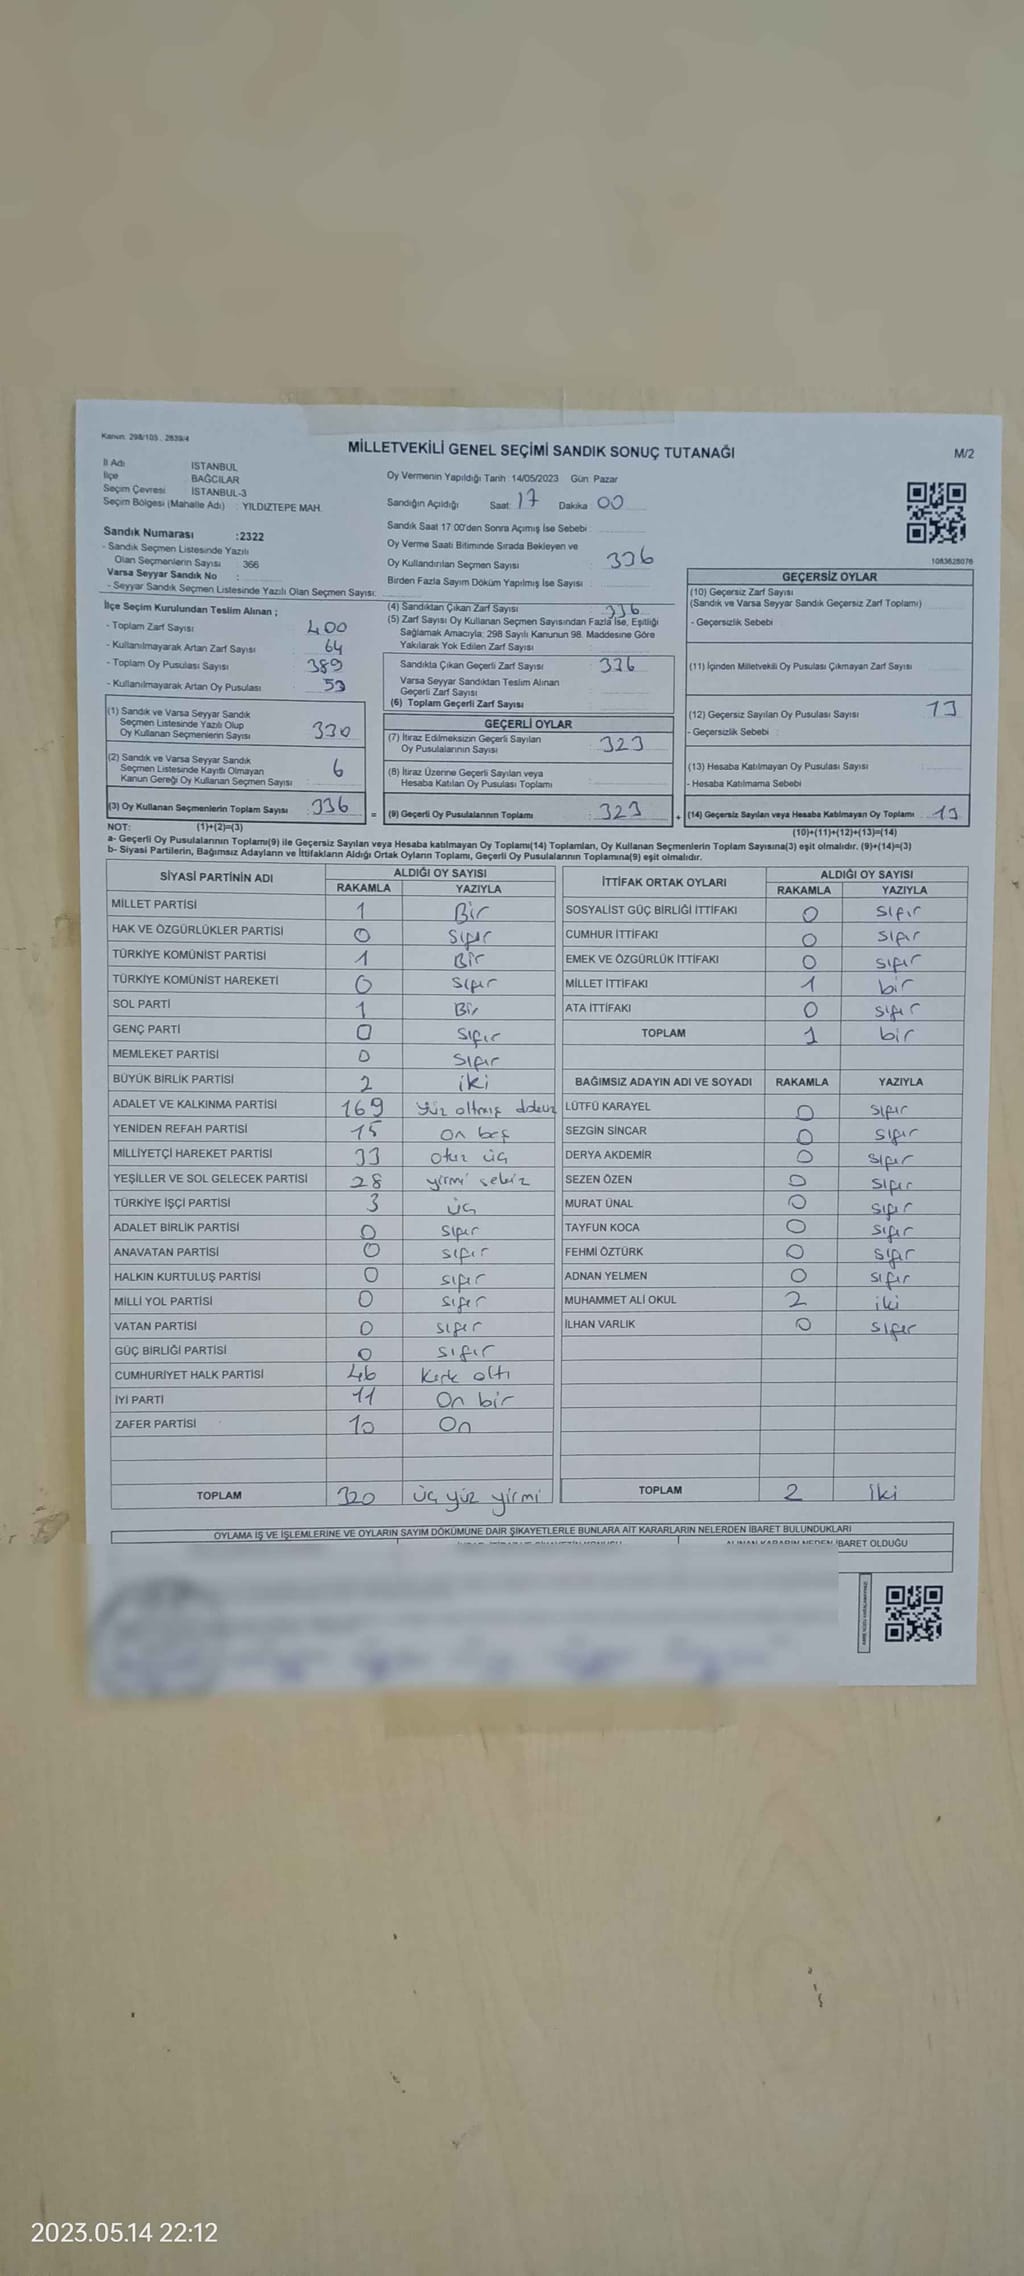 Kanun: 298/105 , 2839/4
MİLLETVEKİLİ GENEL SEÇİMİ SANDIK SONUÇ TUTANAĞI
M/2
İl Adı İSTANBUL
İlçe BAĞCILAR
Seçim Çevresi İSTANBUL-3
Seçim Bölgesi (Mahalle Adı) : YILDIZTEPE MAH.
Oy Vermenin Yapıldığı Tarih: 14/05/2023 Gün: Pazar
Sandığın Açıldığı Saat: 17 Dakika 00
Sandık Saat 17:00'den Sonra Açımış İse Sebebi :
Oy Verme Saati Bitiminde Sırada Bekleyen ve
Oy Kullandırılan Seçmen Sayısı : 336
Birden Fazla Sayım Döküm Yapılmış İse Sayısı :
1083628076
Sandık Numarası :2322
- Sandık Seçmen Listesinde Yazılı
Olan Seçmenlerin Sayısı : 366
Varsa Seyyar Sandık No :
- Seyyar Sandık Seçmen Listesinde Yazılı Olan Seçmen Sayısı:
İlçe Seçim Kurulundan Teslim Alınan ;
- Toplam Zarf Sayısı : 400
- Kullanılmayarak Artan Zarf Sayısı : 64
- Toplam Oy Pusulası Sayısı : 389
- Kullanılmayarak Artan Oy Pusulası : 53
(1) Sandık ve Varsa Seyyar Sandık
Seçmen Listesinde Yazılı Olup
Oy Kullanan Seçmenlerin Sayısı : 330
(2) Sandık ve Varsa Seyyar Sandık
Seçmen Listesinde Kayıtlı Olmayan
Kanun Gereği Oy Kullanan Seçmen Sayısı : 6
(3) Oy Kullanan Seçmenlerin Toplam Sayısı : 336
(4) Sandıktan Çıkan Zarf Sayısı : 336
(5) Zarf Sayısı Oy Kullanan Seçmen Sayısından Fazla İse, Eşitliği
Sağlamak Amacıyla; 298 Sayılı Kanunun 98. Maddesine Göre
Yakılarak Yok Edilen Zarf Sayısı :
Sandıkla Çıkan Geçerli Zarf Sayısı : 336
Varsa Seyyar Sandıktan Teslim Alınan
Geçerli Zarf Sayısı
(6) Toplam Geçerli Zarf Sayısı
GEÇERLİ OYLAR
(7) İtiraz Edilmeksizin Geçerli Sayılan
Oy Pusulalarının Sayısı : 323
(8) İtiraz Üzerine Geçerli Sayılan veya
Hesaba Katılan Oy Pusulası Toplamı :
= (9) Geçerli Oy Pusulalarının Toplamı : 323
GEÇERSİZ OYLAR
(10) Geçersiz Zarf Sayısı
(Sandık ve Varsa Seyyar Sandık Geçersiz Zarf Toplamı)
- Geçersizlik Sebebi
(11) İçinden Milletvekili Oy Pusulası Çıkmayan Zarf Sayısı
(12) Geçersiz Sayılan Oy Pusulası Sayısı : 13
- Geçersizlik Sebebi :
(13) Hesaba Katılmayan Oy Pusulası Sayısı :
- Hesaba Katılmama Sebebi
+ (14) Geçersiz Sayılan veya Hesaba Katılmayan Oy Toplamı : 13
NOT: (1)+(2)=(3)
(10)+(11)+(12)+(13)=(14)
a- Geçerli Oy Pusulalarının Toplamı(9) ile Geçersiz Sayılan veya Hesaba katılmayan Oy Toplamı(14) Toplamları, Oy Kullanan Seçmenlerin Toplam Sayısına(3) eşit olmalıdır. (9)+(14)=(3)
b- Siyasi Partilerin, Bağımsız Adayların ve İttifakların Aldığı Ortak Oyların Toplamı, Geçerli Oy Pusulalarının Toplamına(9) eşit olmalıdır.
SİYASİ PARTİNİN ADI ALDIĞI OY SAYISI
RAKAMLA YAZIYLA
MİLLET PARTİSİ 1 Bir
HAK VE ÖZGÜRLÜKLER PARTİSİ 0 sıfır
TÜRKİYE KOMÜNİST PARTİSİ 1 Bir
TÜRKİYE KOMÜNİST HAREKETİ 0 sıfır
SOL PARTİ 1 Bir
GENÇ PARTİ 0 sıfır
MEMLEKET PARTİSİ 0 sıfır
BÜYÜK BİRLİK PARTİSİ 2 iki
ADALET VE KALKINMA PARTİSİ 169 yüz altmış dokuz
YENİDEN REFAH PARTİSİ 15 on beş
MİLLİYETÇİ HAREKET PARTİSİ 33 otuz üç
YEŞİLLER VE SOL GELECEK PARTİSİ 28 yirmi sekiz
TÜRKİYE İŞÇİ PARTİSİ 3 üç
ADALET BİRLİK PARTİSİ 0 sıfır
ANAVATAN PARTİSİ 0 sıfır
HALKIN KURTULUŞ PARTİSİ 0 sıfır
MİLLİ YOL PARTİSİ 0 sıfır
VATAN PARTİSİ 0 sıfır
GÜÇ BİRLİĞİ PARTİSİ 0 sıfır
CUMHURİYET HALK PARTİSİ 46 kırk altı
İYİ PARTİ 11 On bir
ZAFER PARTİSİ 10 On
TOPLAM 320 üç yüz yirmi
İTTİFAK ORTAK OYLARI ALDIĞI OY SAYISI
RAKAMLA YAZIYLA
SOSYALİST GÜÇ BİRLİĞİ İTTİFAKI 0 sıfır
CUMHUR İTTİFAKI 0 sıfır
EMEK VE ÖZGÜRLÜK İTTİFAKI 0 sıfır
MİLLET İTTİFAKI 1 bir
ATA İTTİFAKI 0 sıfır
TOPLAM 1 bir
BAĞIMSIZ ADAYIN ADI VE SOYADI RAKAMLA YAZIYLA
LÜTFÜ KARAYEL 0 sıfır
SEZGİN SİNCAR 0 sıfır
DERYA AKDEMİR 0 sıfır
SEZEN ÖZEN 0 sıfır
MURAT ÜNAL 0 sıfır
TAYFUN KOCA 0 sıfır
FEHMİ ÖZTÜRK 0 sıfır
ADNAN YELMEN 0 sıfır
MUHAMMET ALİ OKUL 2 iki
İLHAN VARLIK 0 sıfır
TOPLAM 2 iki
OYLAMA İŞ VE İŞLEMLERİNE VE OYLARIN SAYIM DÖKÜMÜNE DAİR ŞİKAYETLERLE BUNLARA AİT KARARLARIN NELERDEN İBARET BULUNDUKLARI
ALINAN KARARIN NEDEN İBARET OLDUĞU
2023.05.14 22:12